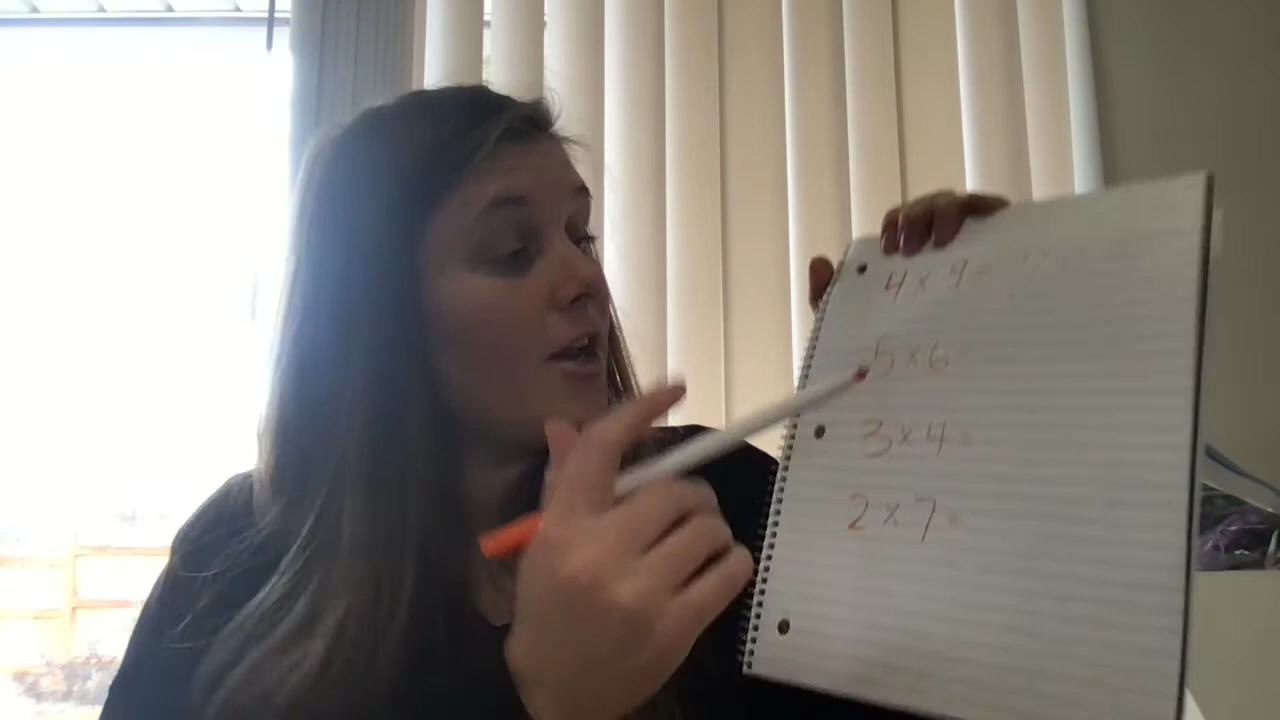 4 x 4 =
5 x 6
3 x 4 =
2 x 7 =